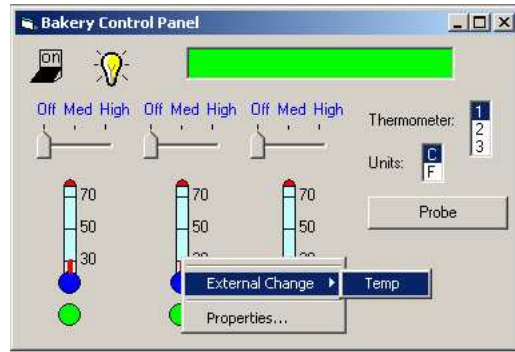 Bakery Control Panel
on
Off Med High Off Med High Off Med High
Thermometer: 1
2
3
Units: C
F
Probe
70 70 70
50 50 50
30
External Change Temp
Properties...